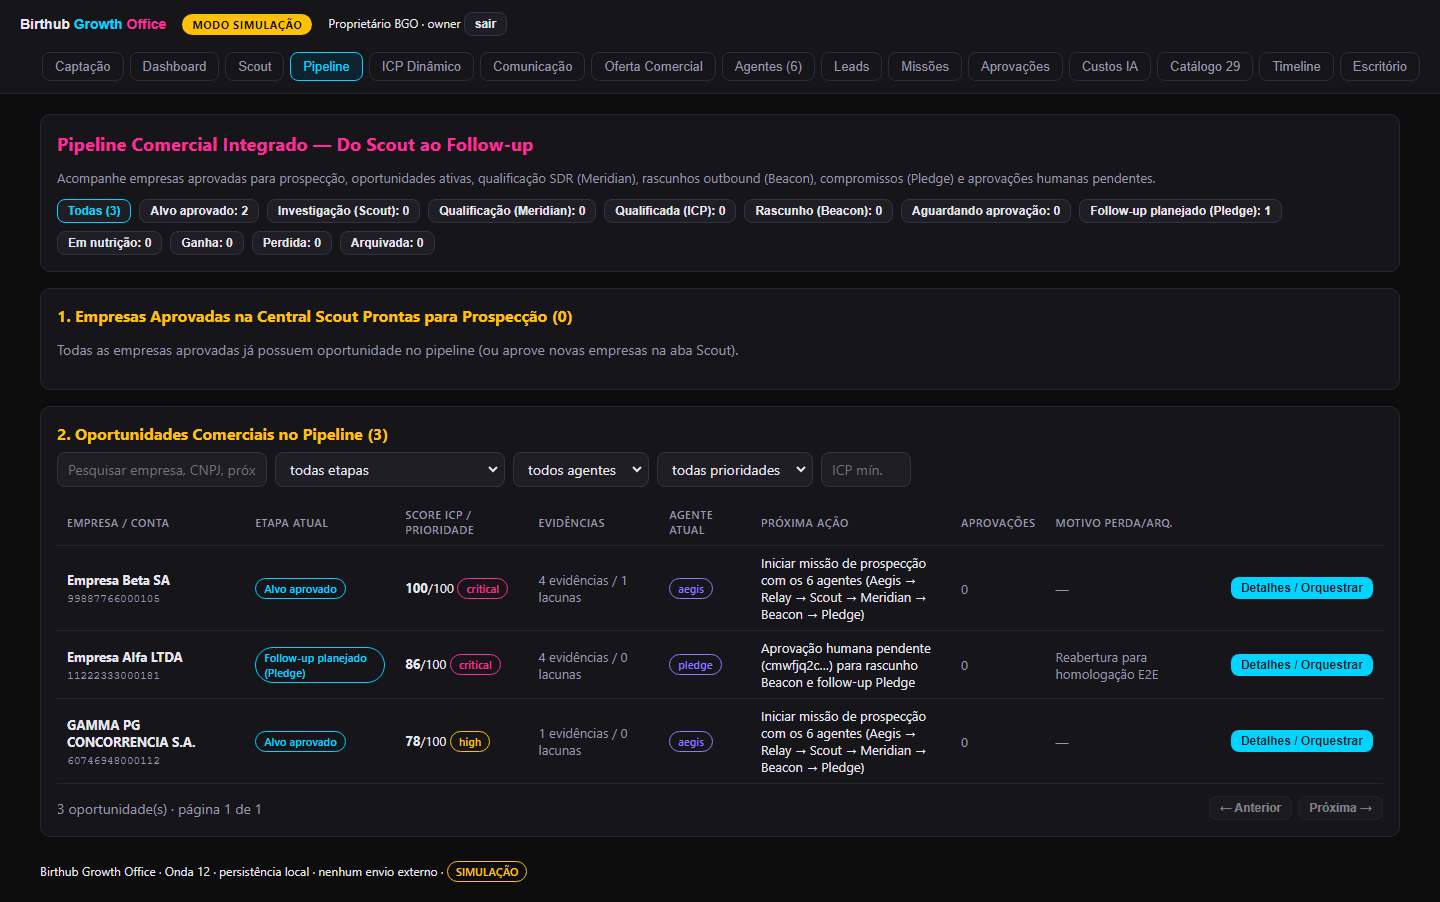 Birthub Growth Office MODO SIMULAÇÃO Proprietário BGO · owner sair
Captação Dashboard Scout Pipeline ICP Dinâmico Comunicação Oferta Comercial Agentes (6) Leads Missões Aprovações Custos IA Catálogo 29 Timeline Escritório
Pipeline Comercial Integrado — Do Scout ao Follow-up
Acompanhe empresas aprovadas para prospecção, oportunidades ativas, qualificação SDR (Meridian), rascunhos outbound (Beacon), compromissos (Pledge) e aprovações humanas pendentes.
Todas (3) Alvo aprovado: 2 Investigação (Scout): 0 Qualificação (Meridian): 0 Qualificada (ICP): 0 Rascunho (Beacon): 0 Aguardando aprovação: 0 Follow-up planejado (Pledge): 1
Em nutrição: 0 Ganha: 0 Perdida: 0 Arquivada: 0
1. Empresas Aprovadas na Central Scout Prontas para Prospecção (0)
Todas as empresas aprovadas já possuem oportunidade no pipeline (ou aprove novas empresas na aba Scout).
2. Oportunidades Comerciais no Pipeline (3)
Pesquisar empresa, CNPJ, próx todas etapas todos agentes todas prioridades ICP mín.
EMPRESA / CONTA ETAPA ATUAL SCORE ICP / PRIORIDADE EVIDÊNCIAS AGENTE ATUAL PRÓXIMA AÇÃO APROVAÇÕES MOTIVO PERDA/ARQ.
Empresa Beta SA
99887766000105
Alvo aprovado
100/100 critical
4 evidências / 1
lacunas
aegis
Iniciar missão de prospecção
com os 6 agentes (Aegis →
Relay → Scout → Meridian →
Beacon → Pledge)
0
—
Detalhes / Orquestrar
Empresa Alfa LTDA
11222333000181
Follow-up planejado
(Pledge)
86/100 critical
4 evidências / 0
lacunas
pledge
Aprovação humana pendente
(cmwfjq2c...) para rascunho
Beacon e follow-up Pledge
0
Reabertura para
homologação E2E
Detalhes / Orquestrar
GAMMA PG
CONCORRENCIA S.A.
60746948000112
Alvo aprovado
78/100 high
1 evidências / 0
lacunas
aegis
Iniciar missão de prospecção
com os 6 agentes (Aegis →
Relay → Scout → Meridian →
Beacon → Pledge)
0
—
Detalhes / Orquestrar
3 oportunidade(s) · página 1 de 1 ← Anterior Próxima →
Birthub Growth Office · Onda 12 · persistência local · nenhum envio externo · SIMULAÇÃO